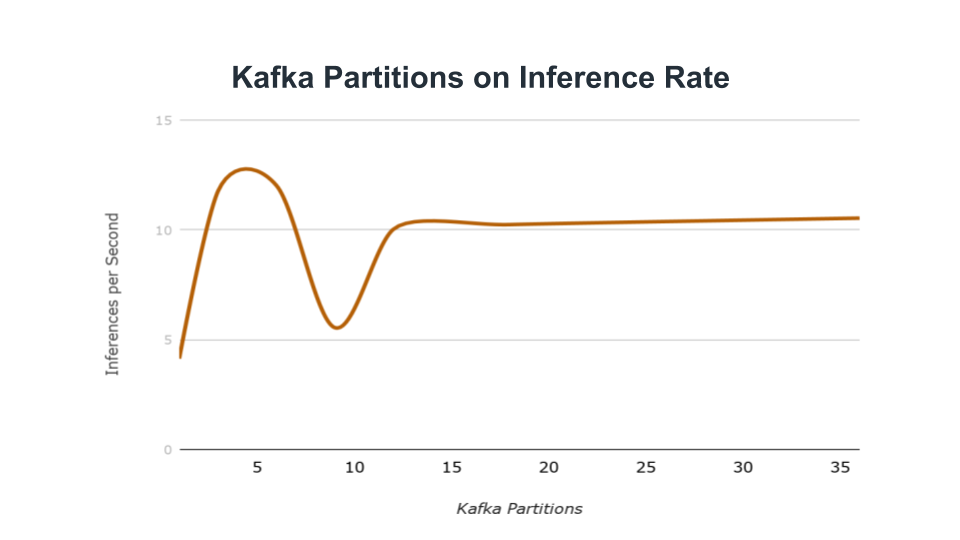 Kafka Partitions on Inference Rate
15
10
5
0
Inferences per Second
5 10 15 20 25 30 35
Kafka Partitions